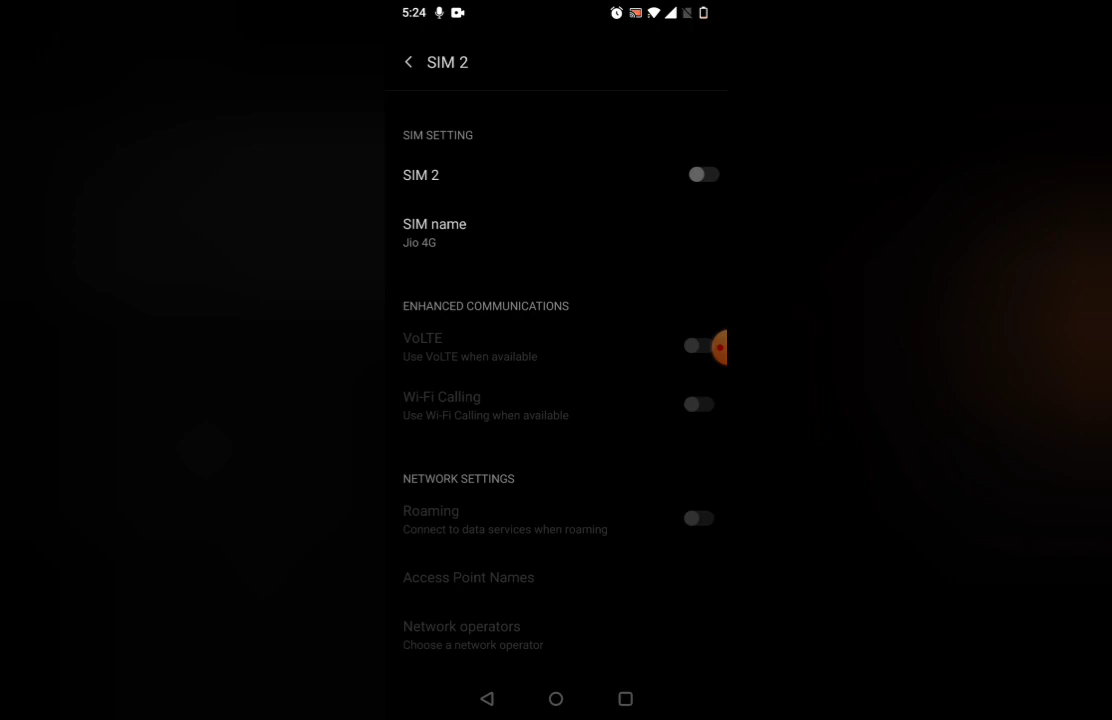 5:24
SIM 2
SIM SETTING
SIM 2
SIM name
Jio 4G
ENHANCED COMMUNICATIONS
VoLTE
Use VoLTE when available
Wi-Fi Calling
Use Wi-Fi Calling when available
NETWORK SETTINGS
Roaming
Connect to data services when roaming
Access Point Names
Network operators
Choose a network operator